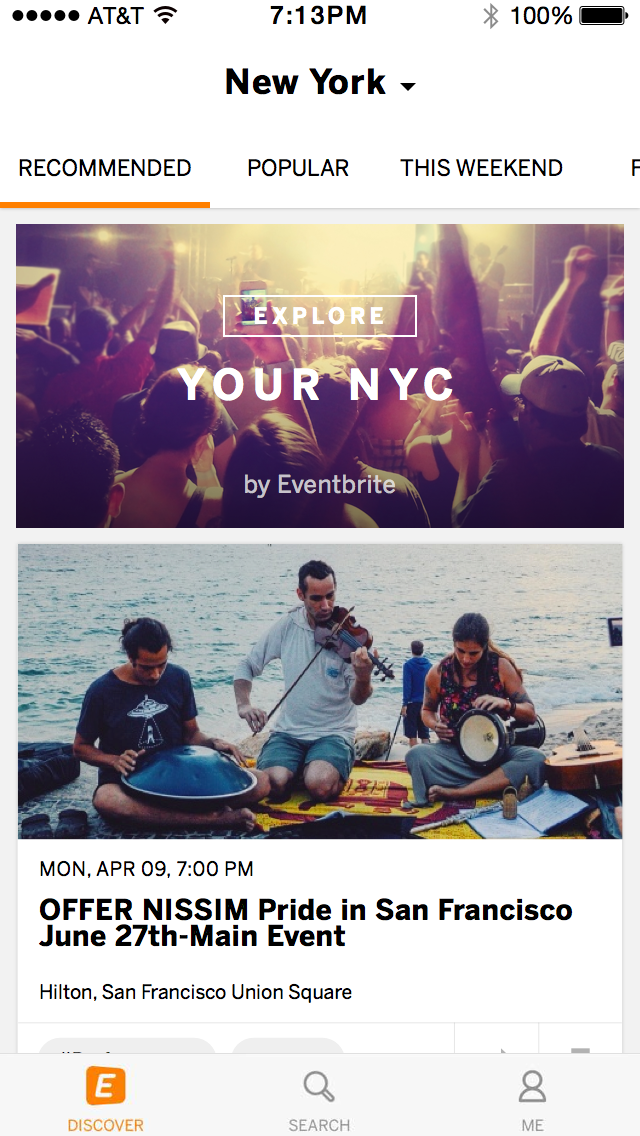 AT&T 7:13PM 100%
New York
RECOMMENDED POPULAR THIS WEEKEND F
EXPLORE
YOUR NYC
by Eventbrite
MON, APR 09, 7:00 PM
OFFER NISSIM Pride in San Francisco
June 27th-Main Event
Hilton, San Francisco Union Square
E
DISCOVER SEARCH ME